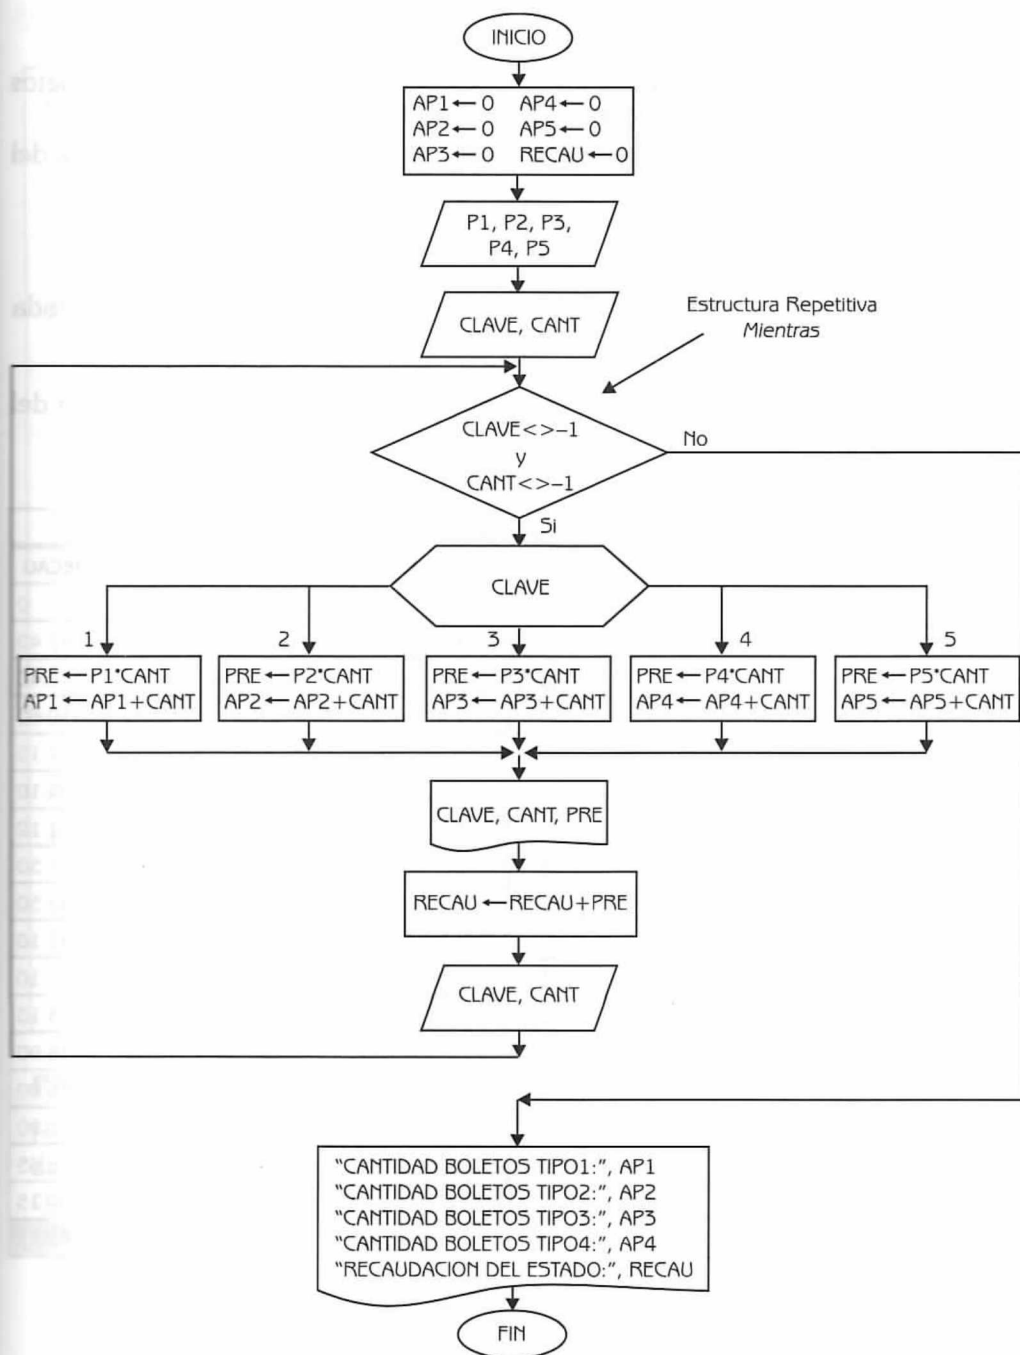 INICIO
AP1 ← 0 AP4 ← 0
AP2 ← 0 AP5 ← 0
AP3 ← 0 RECAU ← 0
P1, P2, P3,
P4, P5
CLAVE, CANT
Estructura Repetitiva
Mientras
CLAVE<>−1
y
CANT<>−1
No
Si
CLAVE
1
PRE ← P1*CANT
AP1 ← AP1+CANT
2
PRE ← P2*CANT
AP2 ← AP2+CANT
3
PRE ← P3*CANT
AP3 ← AP3+CANT
4
PRE ← P4*CANT
AP4 ← AP4+CANT
5
PRE ← P5*CANT
AP5 ← AP5+CANT
CLAVE, CANT, PRE
RECAU ← RECAU+PRE
CLAVE, CANT
“CANTIDAD BOLETOS TIPO1:”, AP1
“CANTIDAD BOLETOS TIPO2:”, AP2
“CANTIDAD BOLETOS TIPO3:”, AP3
“CANTIDAD BOLETOS TIPO4:”, AP4
“RECAUDACION DEL ESTADO:”, RECAU
FIN